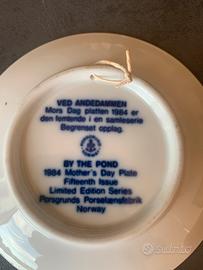 VED ANDEDAMMEN
Mors Dag platten 1984 er
den femtende i en samleserie
Begrenset opplag.
BY THE POND
1984 Mother's Day Plate
Fifteenth Issue
Limited Edition Series
Porsgrunds Porselænsfabrik
Norway
subito